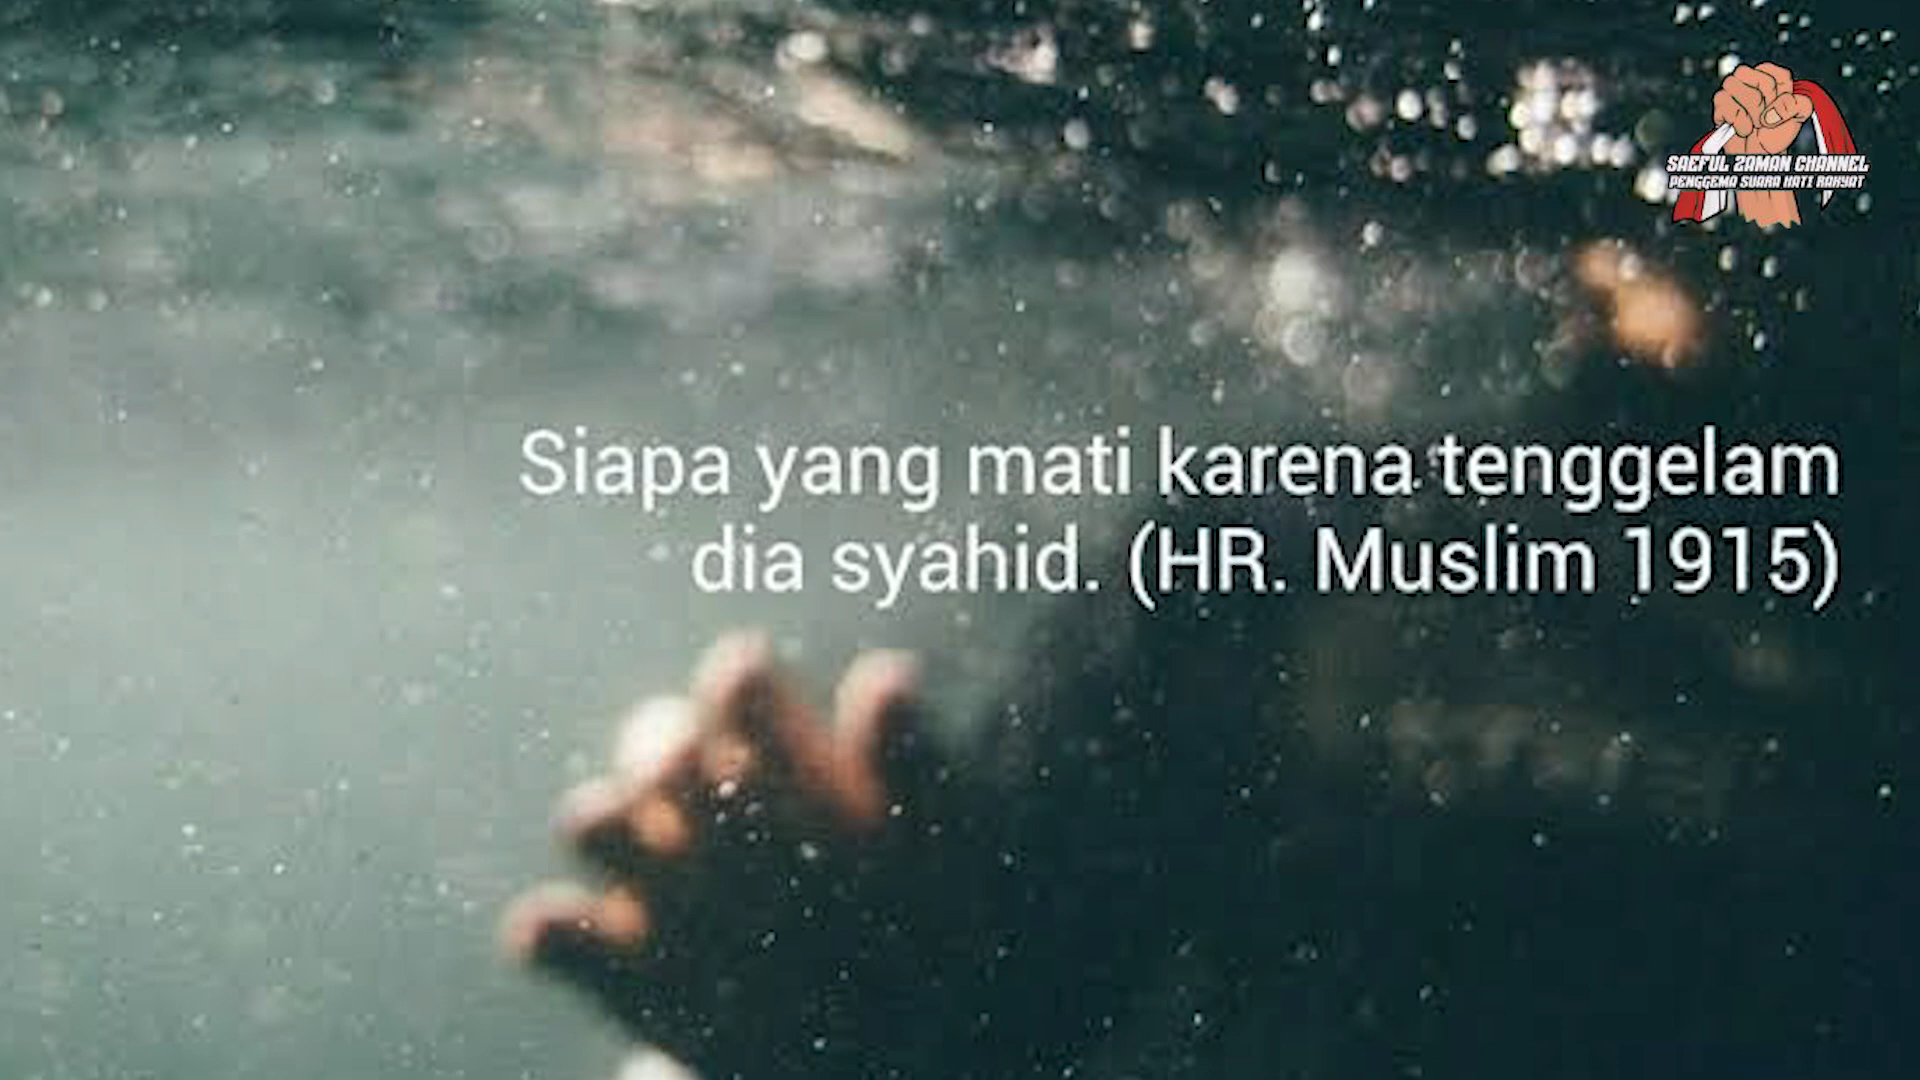 SAEFUL ZAMAN CHANNEL
PENGGEMA SUARA HATI RAKYAT
Siapa yang mati karena tenggelam
dia syahid. (HR. Muslim 1915)